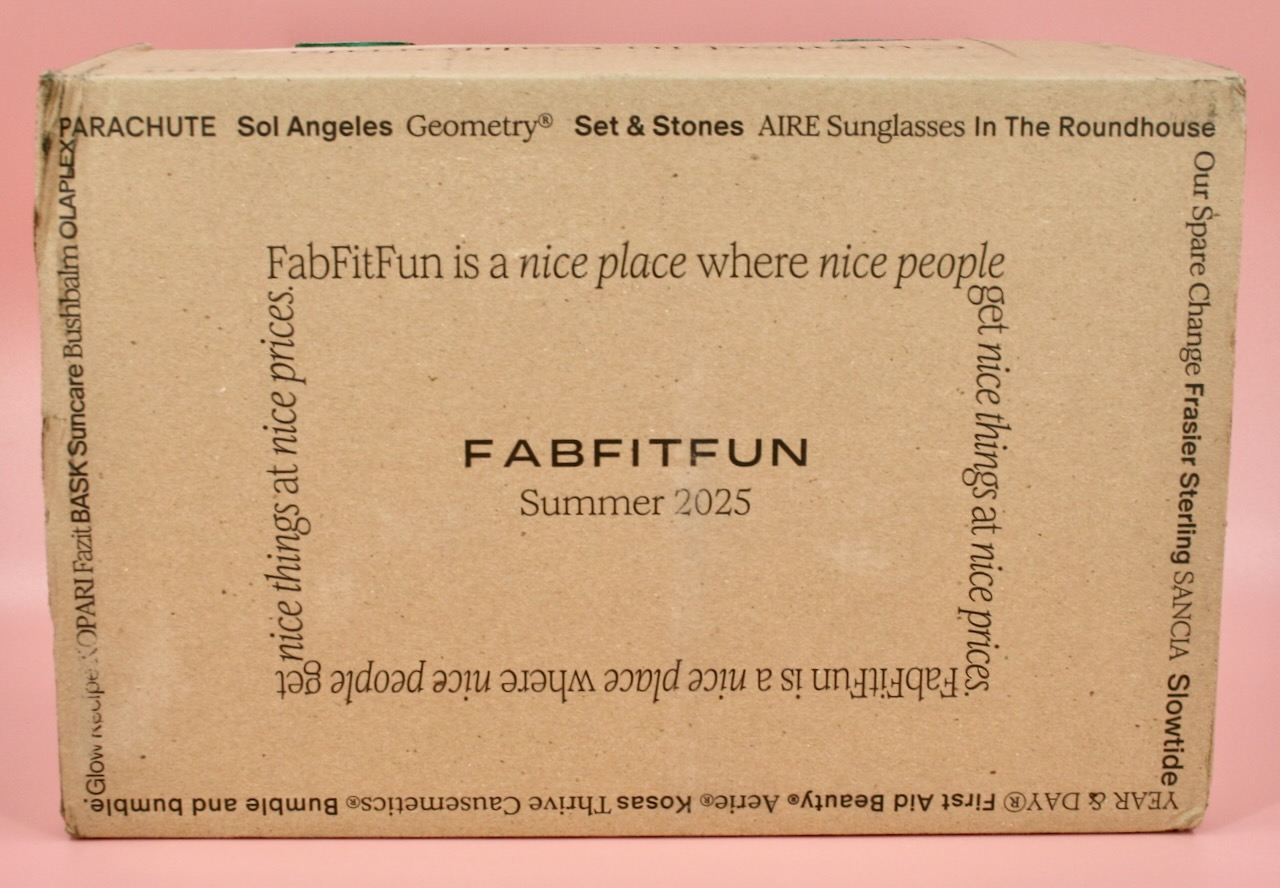 PARACHUTE Sol Angeles Geometry® Set & Stones AIRE Sunglasses In The Roundhouse
Our Spare Change Frasier Sterling SANCIA Slowtide
YEAR & DAY® First Aid Beauty® Aerie® Kosas Thrive Causemetics® Bumble and bumble.
Glow Recipe KOPARI Fazit BASK Suncare Bushbalm OLAPLEX
FabFitFun is a nice place where nice people
get nice things at nice prices.
FabFitFun is a nice place where nice people get
nice things at nice prices.
FABFITFUN
Summer 2025